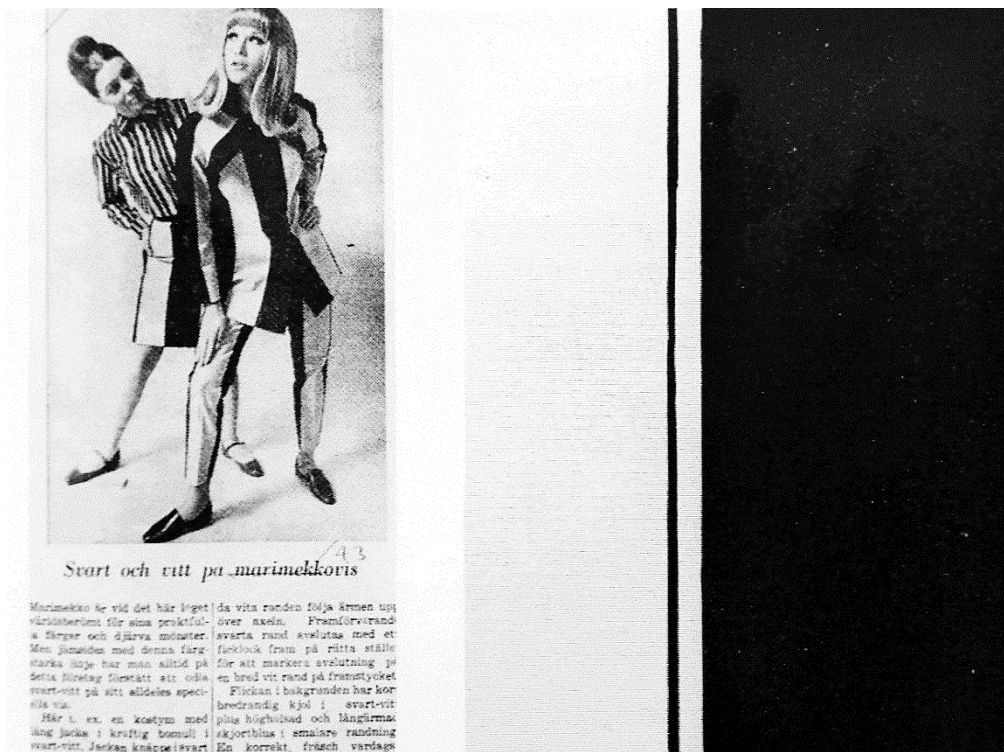 93
Svart och vitt på marimekkovis
Marimekko är vid det här laget
världsberömt för sina praktful-
a färger och djärva mönster.
Men jämsides med denna färg-
starka linje har man alltid på
detta företag förstått att odla
svart-vitt på sitt alldeles speci-
ella vis.
Här t. ex. en kostym med
lång jacka i kraftig bomull i
svart-vitt. Jackan knäppes i svart
da vita randen följa ärmen upp
över axeln. Framförvarande
svarta rand avslutas med et
ficklock fram på rätta ställe
för att markera avslutning på
en bred vit rand på framstycket
Flickan i bakgrunden har kort
bredrandig kjol i svart-vit
plus höghalsad och långärmad
skjortblus i smalare randning
En korrekt, fräsch vardags